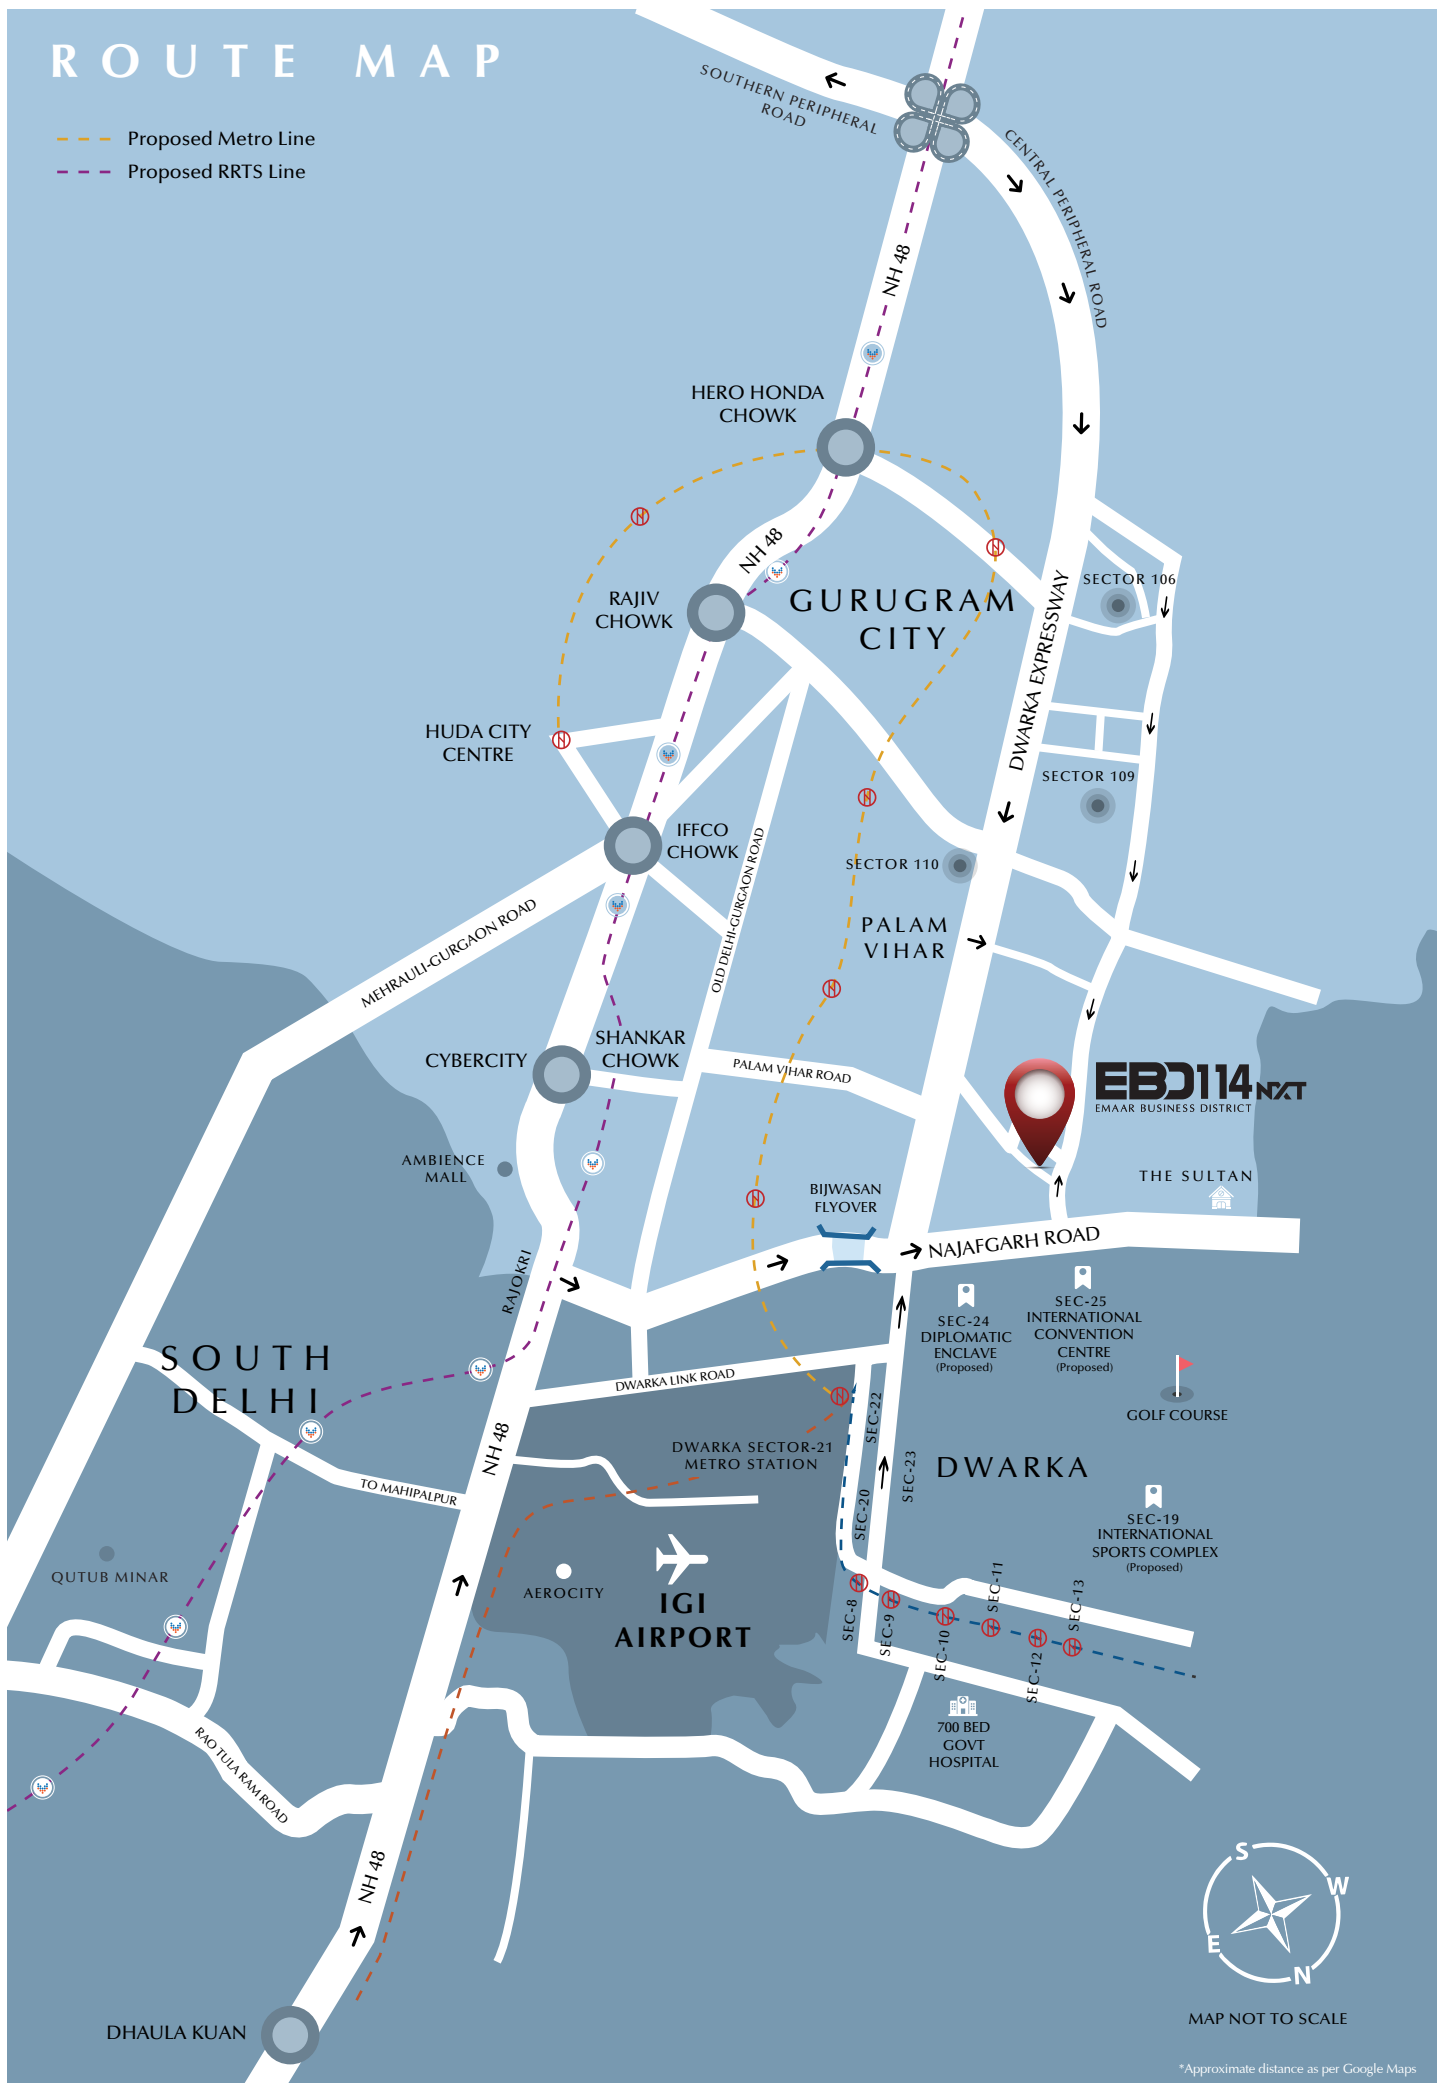 ROUTE MAP
Proposed Metro Line
Proposed RRTS Line
SOUTHERN PERIPHERAL
ROAD
CENTRAL PERIPHERAL ROAD
NH 48
HERO HONDA
CHOWK
NH 48
RAJIV
CHOWK
GURUGRAM
CITY
DWARKA EXPRESSWAY
SECTOR 106
HUDA CITY
CENTRE
SECTOR 109
IFFCO
CHOWK
OLD DELHI-GURGAON ROAD
SECTOR 110
MEHRAULI-GURGAON ROAD
PALAM
VIHAR
CYBERCITY
SHANKAR
CHOWK
PALAM VIHAR ROAD
EBD114NXT
EMAAR BUSINESS DISTRICT
AMBIENCE
MALL
THE SULTAN
BIJWASAN
FLYOVER
NAJAFGARH ROAD
RAJOKRI
SEC-24
DIPLOMATIC
ENCLAVE
(Proposed)
SEC-25
INTERNATIONAL
CONVENTION
CENTRE
(Proposed)
SOUTH
DELHI
DWARKA LINK ROAD
GOLF COURSE
SEC-22
NH 48
DWARKA SECTOR-21
METRO STATION
SEC-23
DWARKA
TO MAHIPALPUR
SEC-20
SEC-19
INTERNATIONAL
SPORTS COMPLEX
(Proposed)
QUTUB MINAR
AEROCITY
IGI
AIRPORT
SEC-8
SEC-9
SEC-10
SEC-11
SEC-12
SEC-13
700 BED
GOVT
HOSPITAL
RAO TULA RAM ROAD
NH 48
S
W
E
N
MAP NOT TO SCALE
DHAULA KUAN
*Approximate distance as per Google Maps